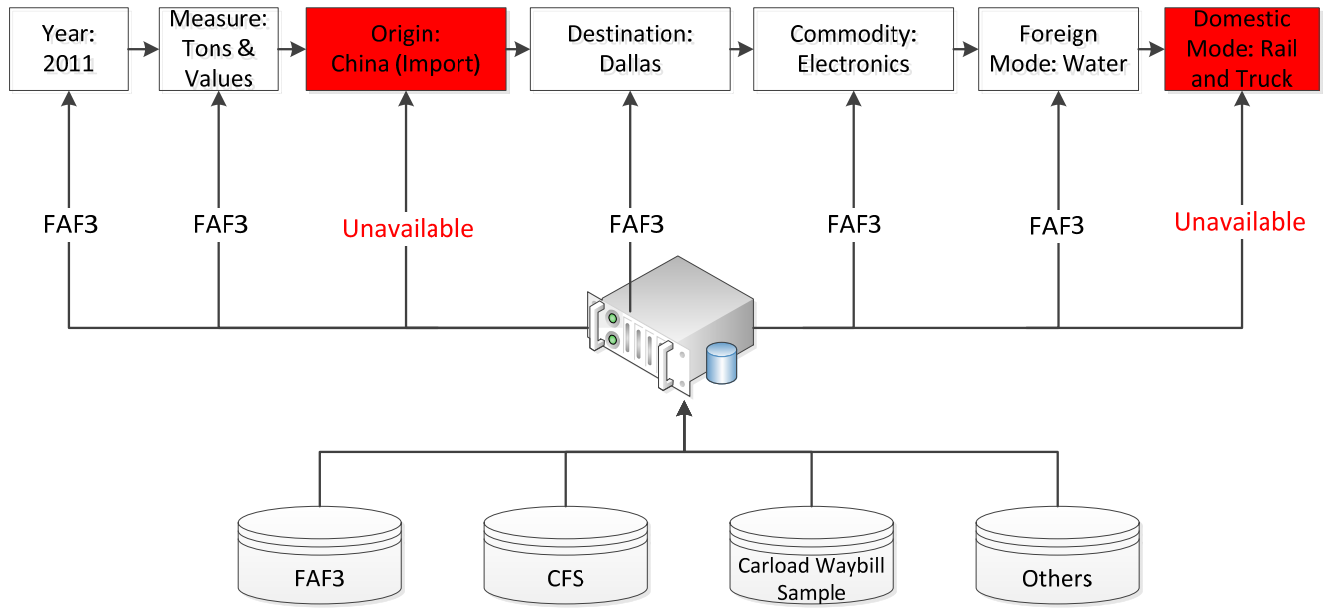 Year:
2011
Measure:
Tons &
Values
Origin:
China (Import)
Destination:
Dallas
Commodity:
Electronics
Foreign
Mode: Water
Domestic
Mode: Rail
and Truck
FAF3
FAF3
Unavailable
FAF3
FAF3
FAF3
Unavailable
FAF3
CFS
Carload Waybill
Sample
Others